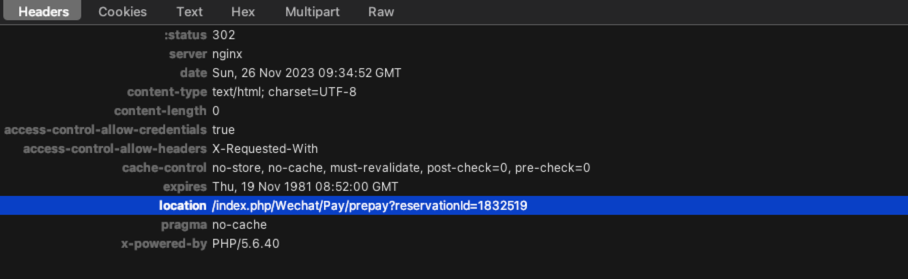 Headers Cookies Text Hex Multipart Raw
:status 302
server nginx
date Sun, 26 Nov 2023 09:34:52 GMT
content-type text/html; charset=UTF-8
content-length 0
access-control-allow-credentials true
access-control-allow-headers X-Requested-With
cache-control no-store, no-cache, must-revalidate, post-check=0, pre-check=0
expires Thu, 19 Nov 1981 08:52:00 GMT
location /index.php/Wechat/Pay/prepay?reservationId=1832519
pragma no-cache
x-powered-by PHP/5.6.40